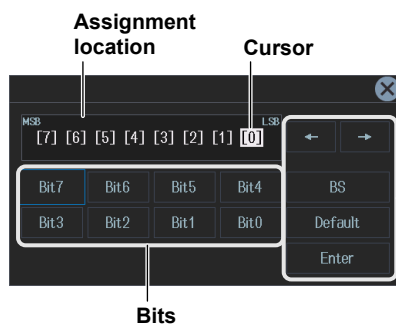 Assignment
location
Cursor
MSB
LSB
[7] [6] [5] [4] [3] [2] [1] [0]
← →
Bit7 Bit6 Bit5 Bit4 BS
Bit3 Bit2 Bit1 Bit0 Default
Enter
Bits